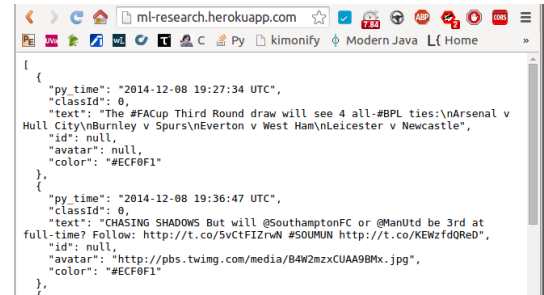 ml-research.herokuapp.com
7.84
ABP
CORS
PE UVa wL T C Py kimonify Modern Java L{ Home »
[
{
"py_time": "2014-12-08 19:27:34 UTC",
"classId": 0,
"text": "The #FACup Third Round draw will see 4 all-#BPL ties:\nArsenal v
Hull City\nBurnley v Spurs\nEverton v West Ham\nLeicester v Newcastle",
"id": null,
"avatar": null,
"color": "#ECF0F1"
},
{
"py_time": "2014-12-08 19:36:47 UTC",
"classId": 0,
"text": "CHASING SHADOWS But will @SouthamptonFC or @ManUtd be 3rd at
full-time? Follow: http://t.co/5vCtFIZrwN #SOUMUN http://t.co/KEWzfdQReD",
"id": null,
"avatar": "http://pbs.twimg.com/media/B4W2mzxCUAA9BMx.jpg",
"color": "#ECF0F1"
},
{